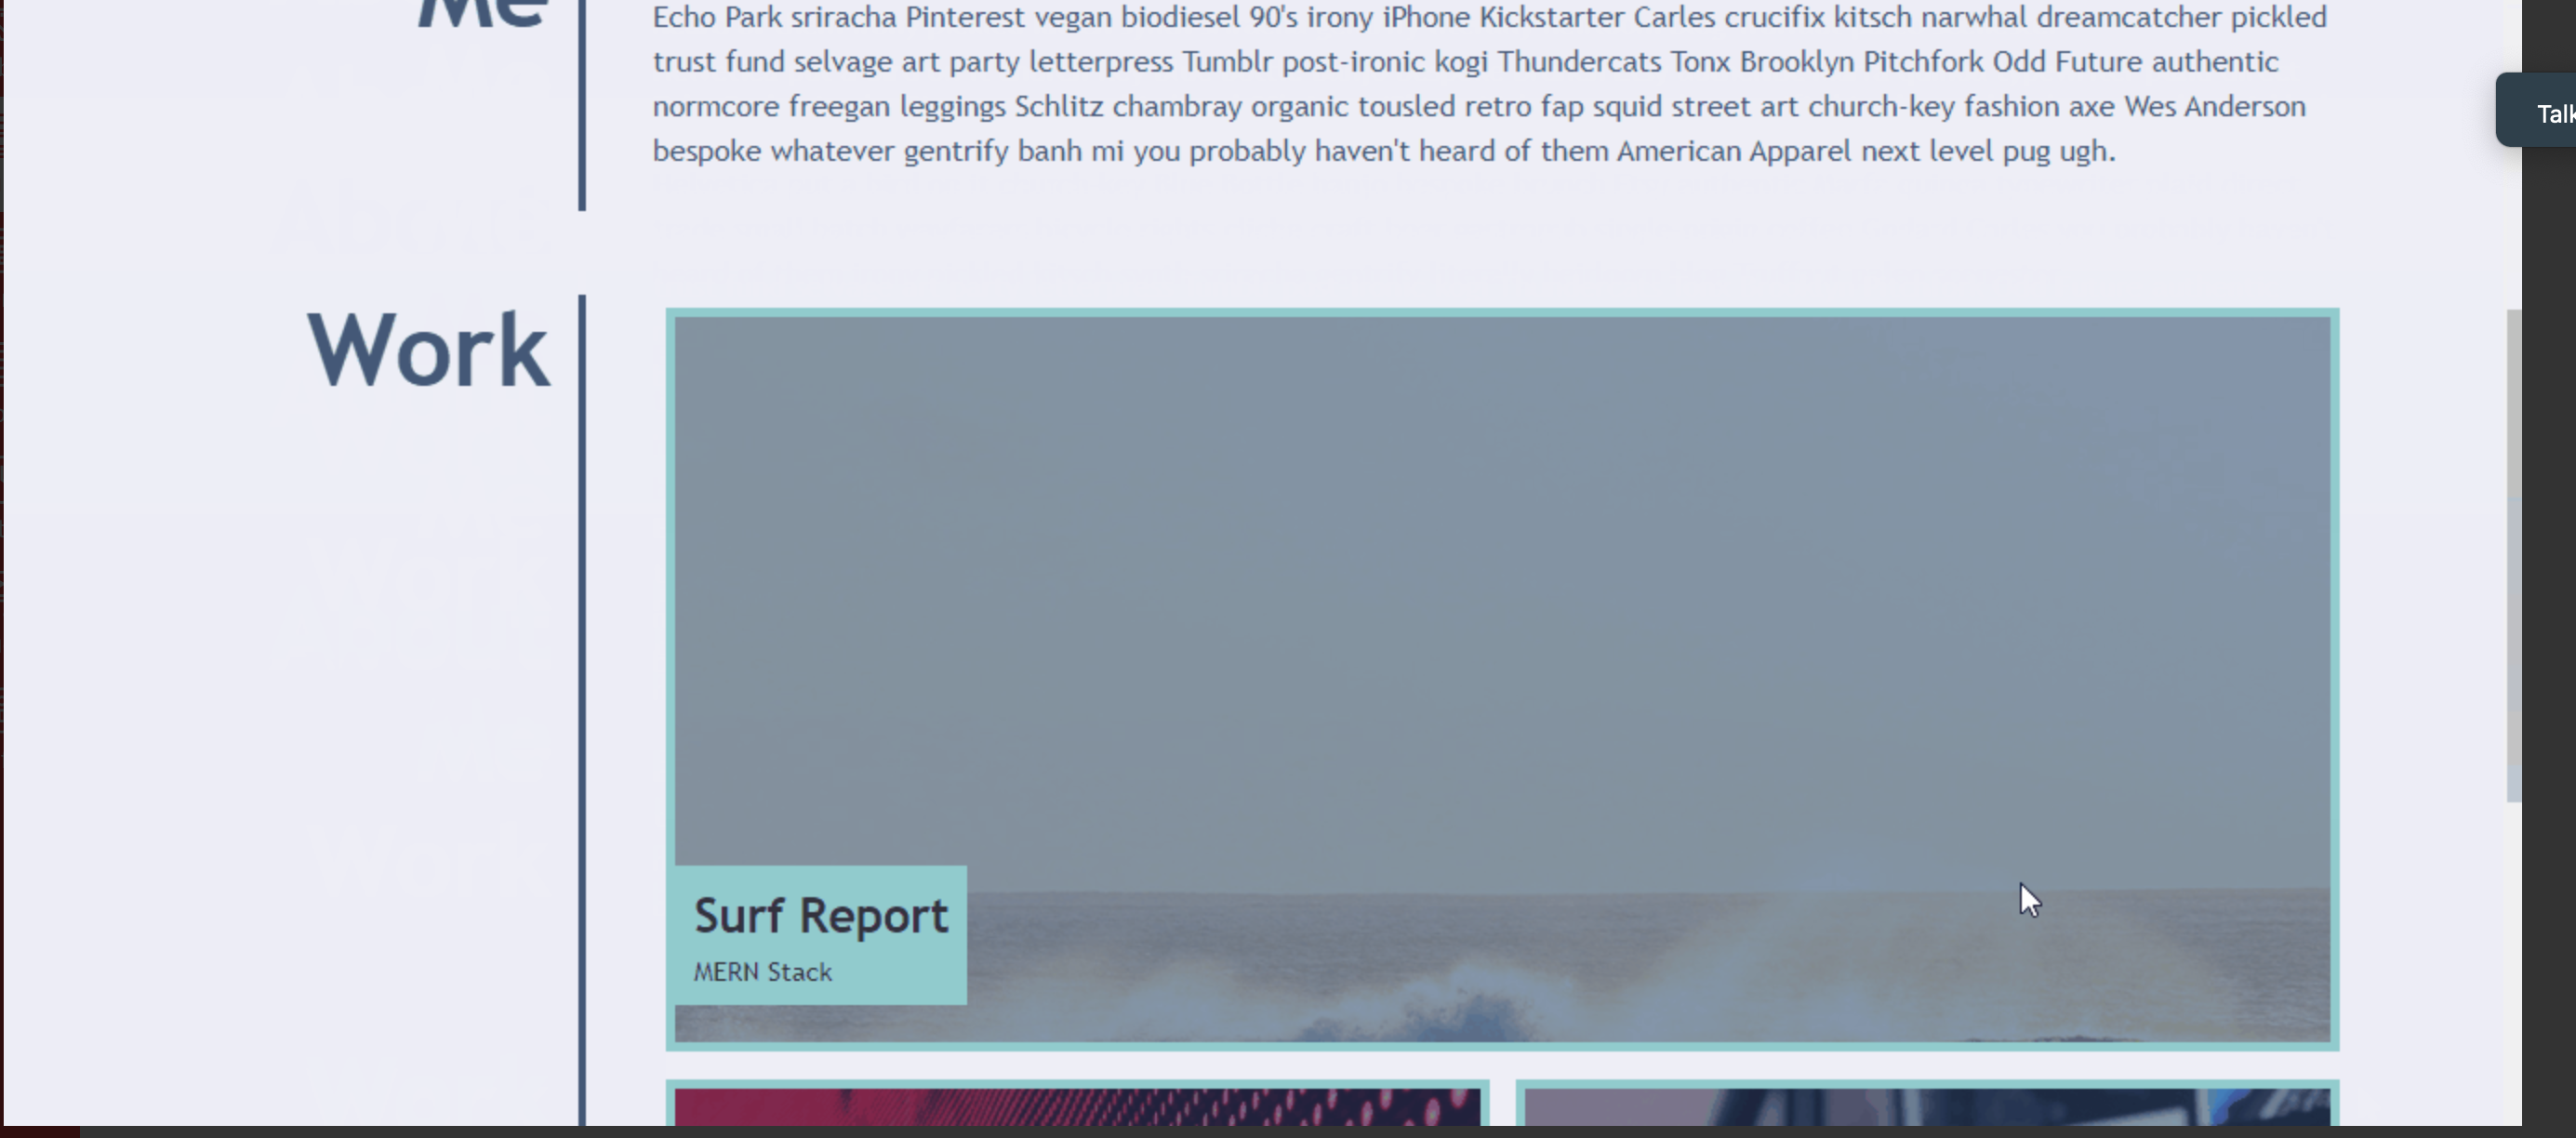 Me
Echo Park sriracha Pinterest vegan biodiesel 90's irony iPhone Kickstarter Carles crucifix kitsch narwhal dreamcatcher pickled
trust fund selvage art party letterpress Tumblr post-ironic kogi Thundercats Tonx Brooklyn Pitchfork Odd Future authentic
normcore freegan leggings Schlitz chambray organic tousled retro fap squid street art church-key fashion axe Wes Anderson
bespoke whatever gentrify banh mi you probably haven't heard of them American Apparel next level pug ugh.
Talk
Work
Surf Report
MERN Stack